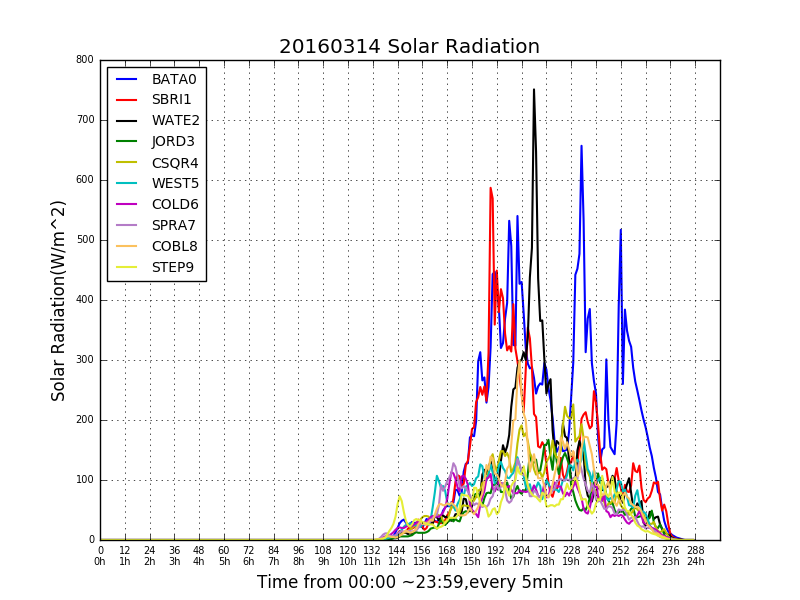 20160314 Solar Radiation
Solar Radiation(W/m^2)
800
700
600
500
400
300
200
100
0
BATA0
SBRI1
WATE2
JORD3
CSQR4
WEST5
COLD6
SPRA7
COBL8
STEP9
0 12 24 36 48 60 72 84 96 108 120 132 144 156 168 180 192 204 216 228 240 252 264 276 288
0h 1h 2h 3h 4h 5h 6h 7h 8h 9h 10h 11h 12h 13h 14h 15h 16h 17h 18h 19h 20h 21h 22h 23h 24h
Time from 00:00 ~23:59,every 5min